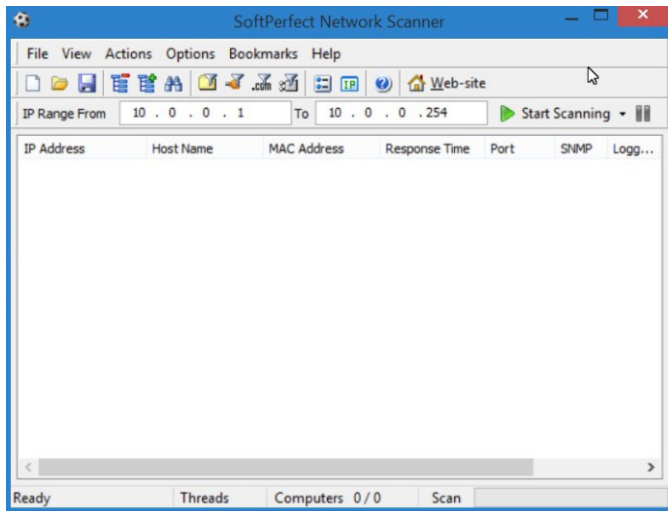 SoftPerfect Network Scanner
File View Actions Options Bookmarks Help
.com IP Web-site
IP Range From 10 . 0 . 0 . 1 To 10 . 0 . 0 . 254 Start Scanning
IP Address Host Name MAC Address Response Time Port SNMP Logg...
Ready Threads Computers 0 / 0 Scan